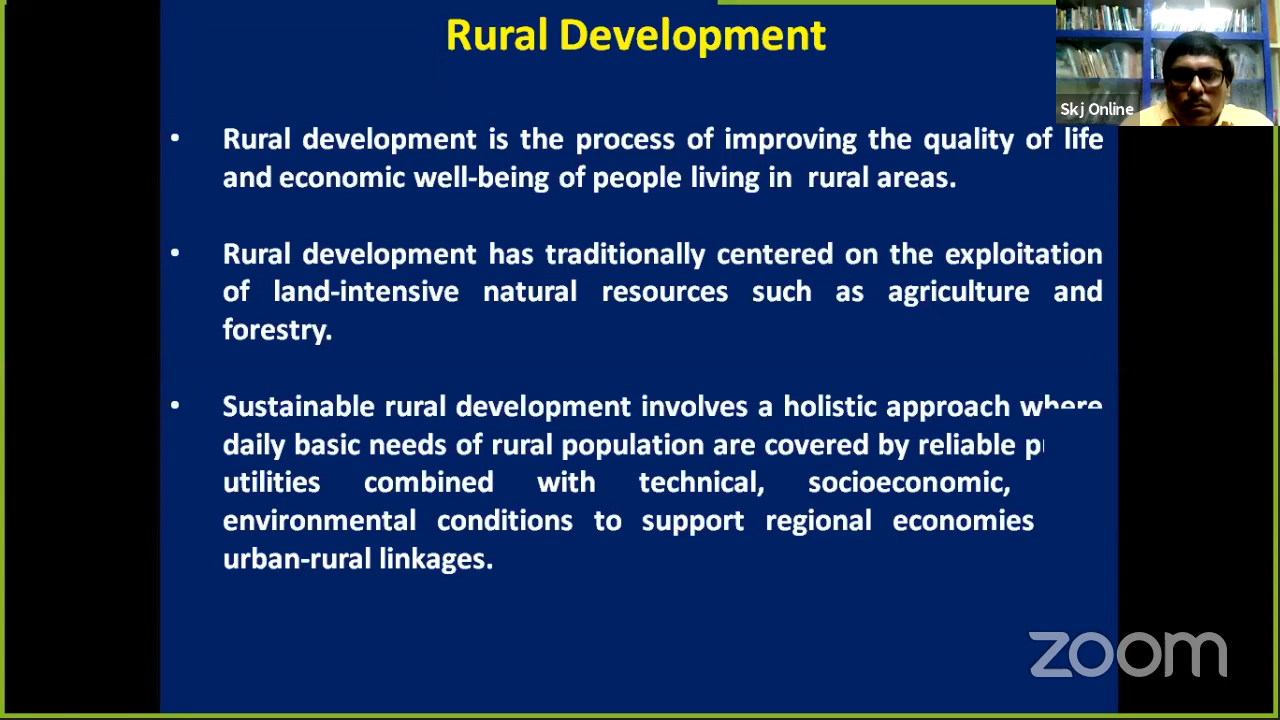 Rural Development
Skj Online
• Rural development is the process of improving the quality of life
and economic well-being of people living in rural areas.
• Rural development has traditionally centered on the exploitation
of land-intensive natural resources such as agriculture and
forestry.
• Sustainable rural development involves a holistic approach where
daily basic needs of rural population are covered by reliable
utilities combined with technical, socioeconomic,
environmental conditions to support regional economies
urban-rural linkages.
zoom